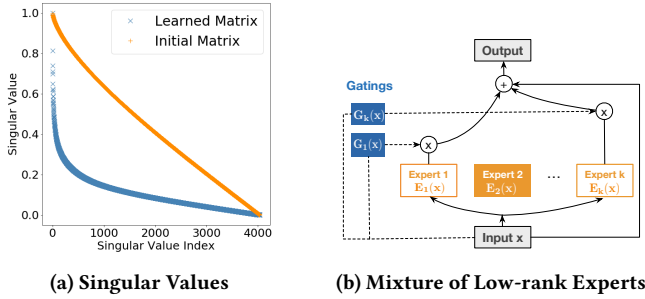 Learned Matrix
Initial Matrix
Singular Value
1.0
0.8
0.6
0.4
0.2
0.0
0 1000 2000 3000 4000
Singular Value Index
(a) Singular Values
Output
+
Gatings
Gₖ(x)
x
G₁(x)
x
Expert 1
E₁(x)
Expert 2
E₂(x)
...
Expert k
Eₖ(x)
Input x
(b) Mixture of Low-rank Experts